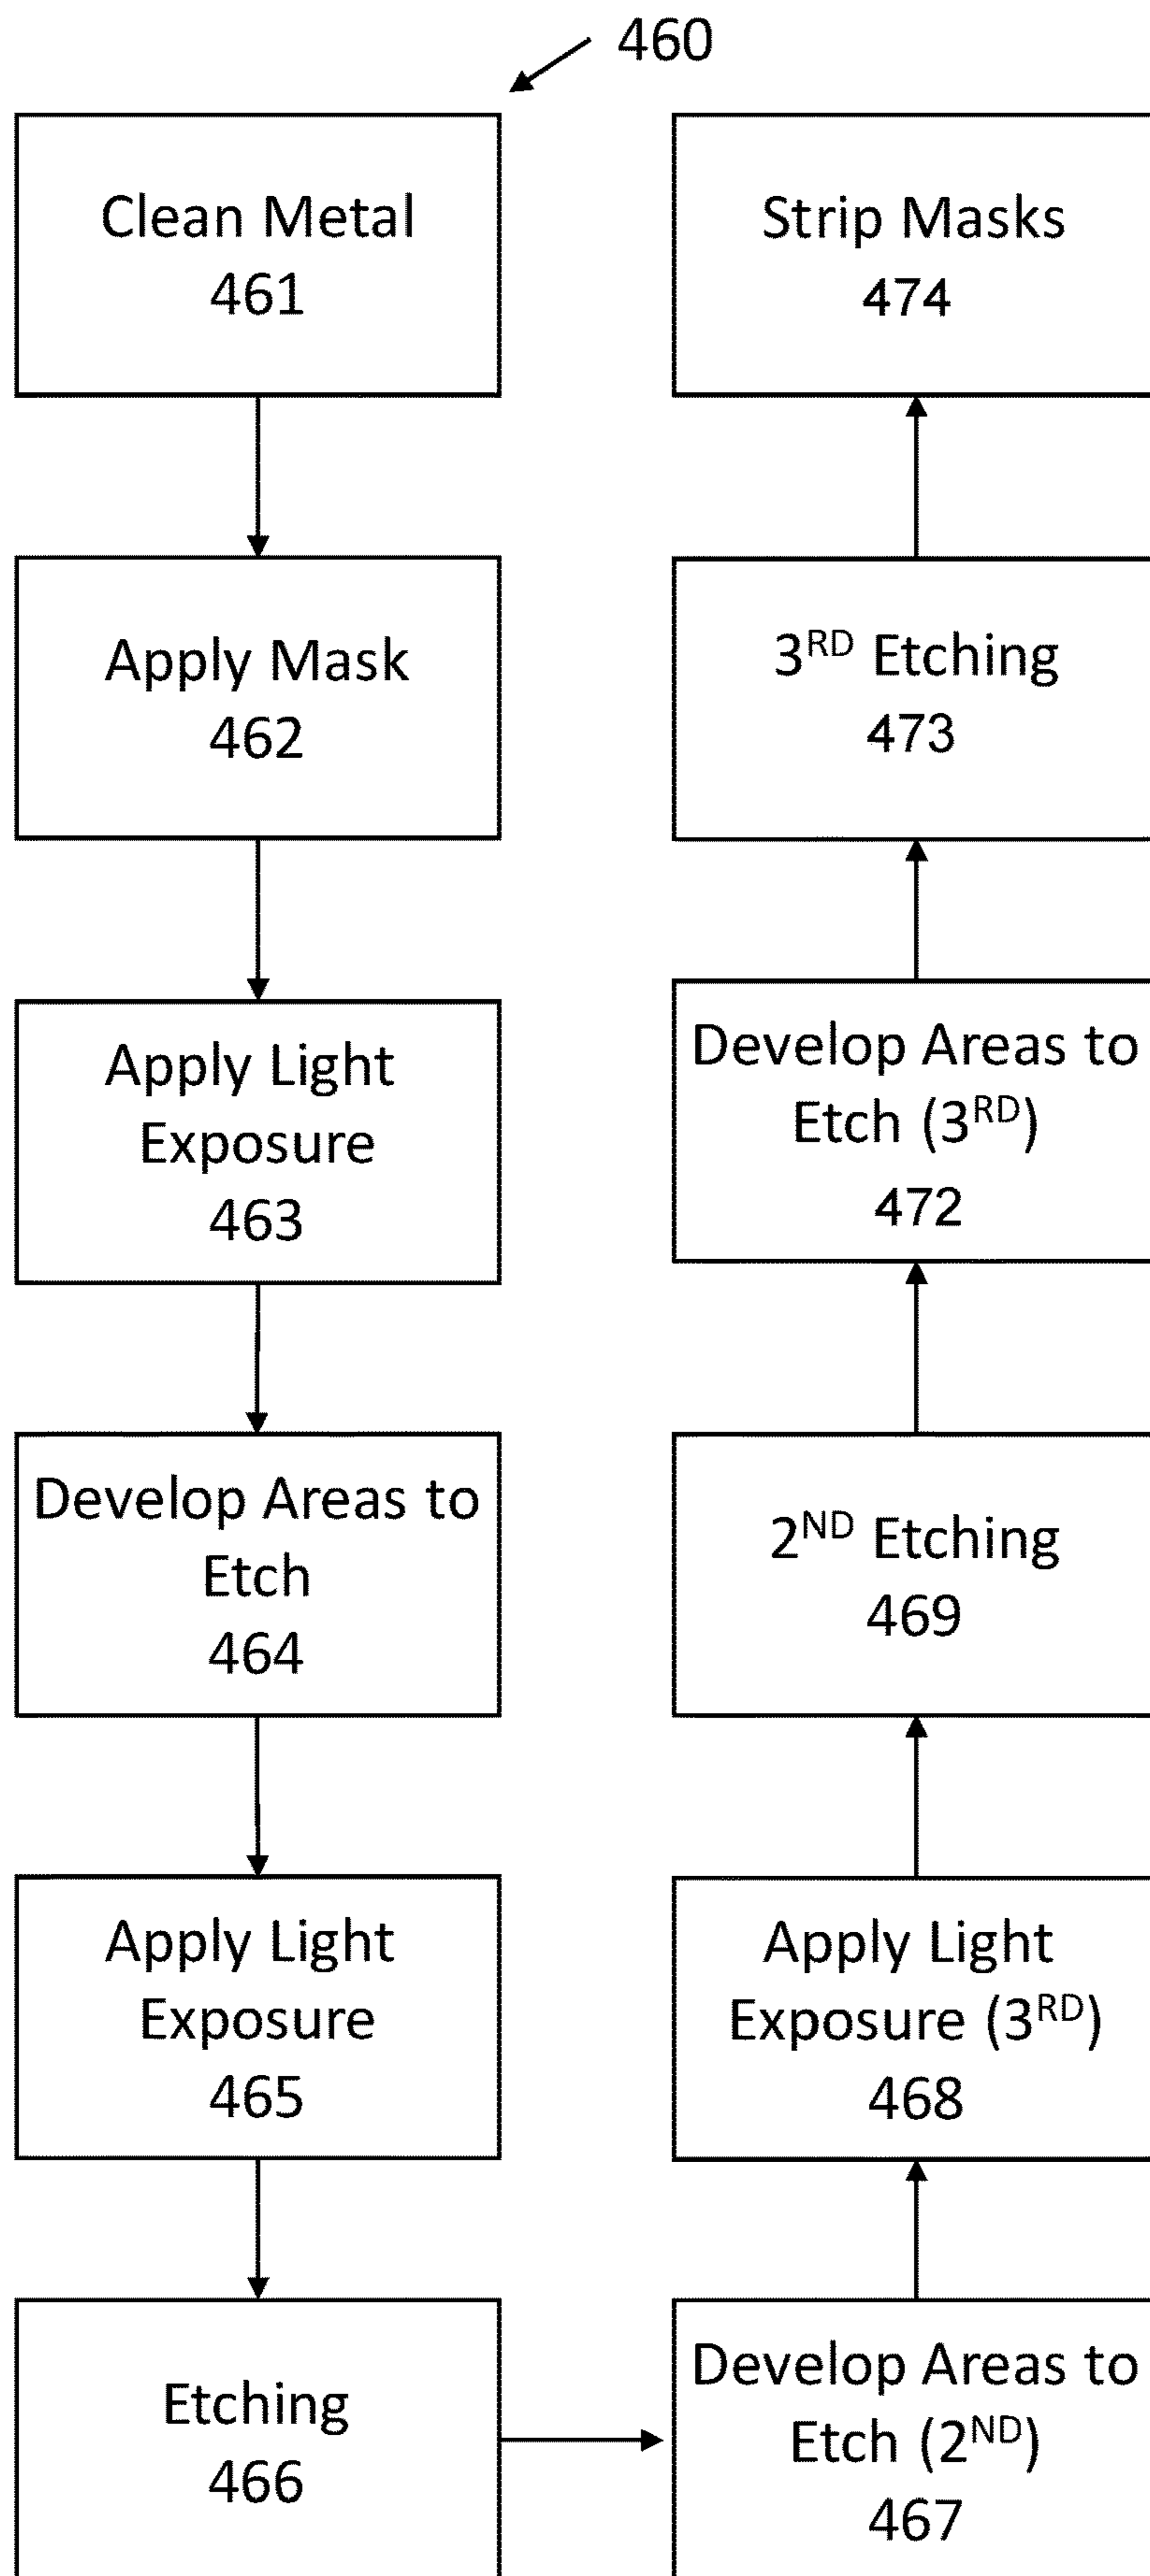 460
Clean Metal
461
Apply Mask
462
Apply Light
Exposure
463
Develop Areas to
Etch
464
Apply Light
Exposure
465
Etching
466
Develop Areas to
Etch (2ND)
467
Apply Light
Exposure (3RD)
468
2ND Etching
469
Develop Areas to
Etch (3RD)
472
3RD Etching
473
Strip Masks
474